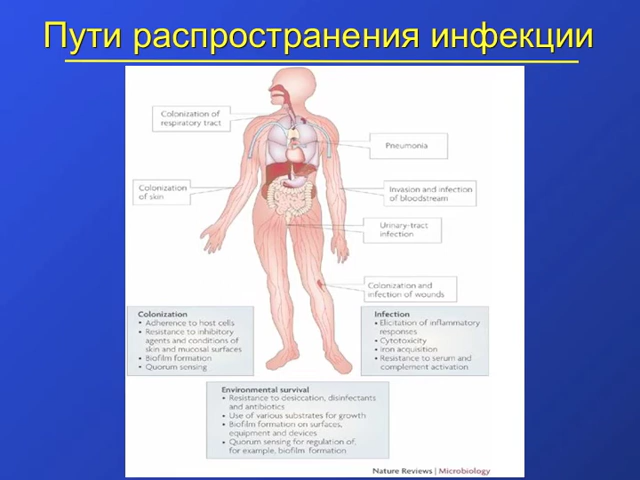 Пути распространения инфекции
Colonization of
respiratory tract
Pneumonia
Colonization
of skin
Invasion and infection
of bloodstream
Urinary-tract
infection
Colonization and
infection of wounds
Colonization
• Adherence to host cells
• Resistance to inhibitory
agents and conditions of
skin and mucosal surfaces
• Biofilm formation
• Quorum sensing
Infection
• Elicitation of inflammatory
responses
• Cytotoxicity
• Iron acquisition
• Resistance to serum and
complement activation
Environmental survival
• Resistance to desiccation, disinfectants
and antibiotics
• Use of various substrates for growth
• Biofilm formation on surfaces,
equipment and devices
• Quorum sensing for regulation of,
for example, biofilm formation
Nature Reviews | Microbiology